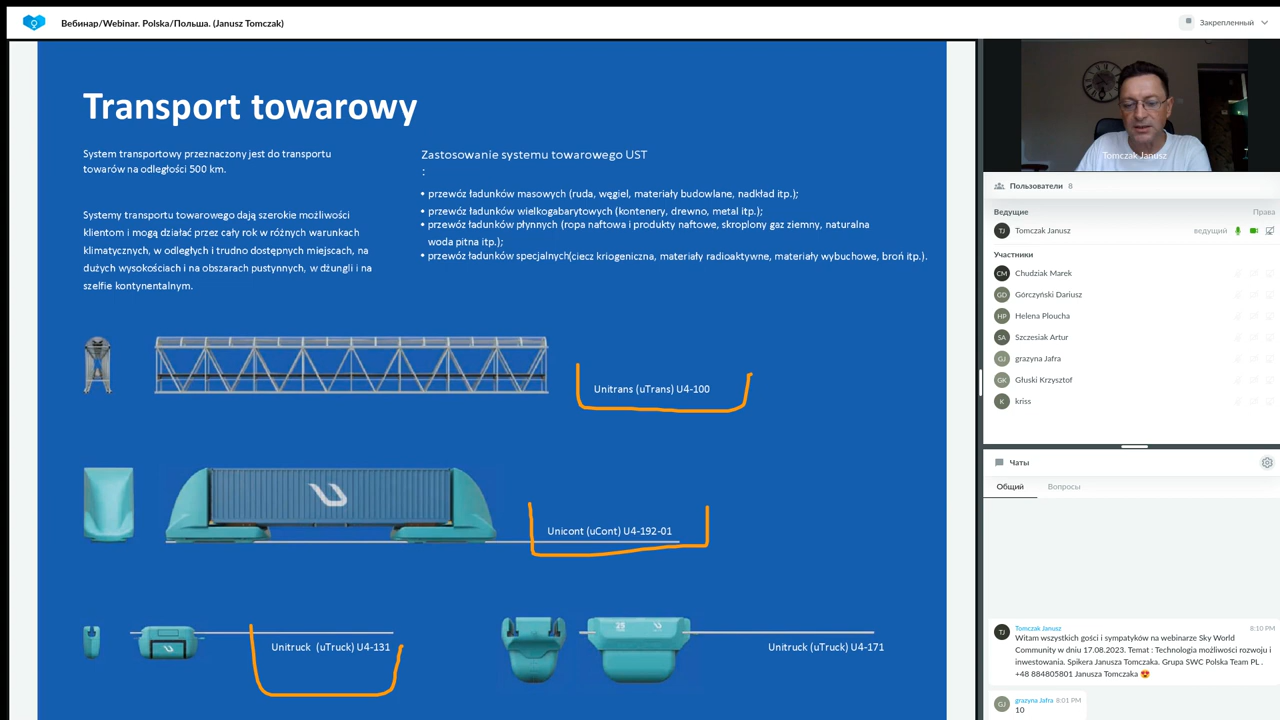 Вебинар/Webinar. Polska/Польша. (Janusz Tomczak)
Закрепленный
Transport towarowy
System transportowy przeznaczony jest do transportu
towarów na odległości 500 km.
Systemy transportu towarowego dają szerokie możliwości
klientom i mogą działać przez cały rok w różnych warunkach
klimatycznych, w odległych i trudno dostępnych miejscach, na
dużych wysokościach i na obszarach pustynnych, w dżungli i na
szelfie kontynentalnym.
Zastosowanie systemu towarowego UST
:
• przewóz ładunków masowych (ruda, węgiel, materiały budowlane, nadkład itp.);
• przewóz ładunków wielkogabarytowych (kontenery, drewno, metal itp.);
• przewóz ładunków płynnych (ropa naftowa i produkty naftowe, skroplony gaz ziemny, naturalna
woda pitna itp.);
• przewóz ładunków specjalnych(ciecz kriogeniczna, materiały radioaktywne, materiały wybuchowe, broń itp.).
Unitrans (uTrans) U4-100
Unicont (uCont) U4-192-01
Unitruck (uTruck) U4-131
25
Unitruck (uTruck) U4-171
Tomczak Janusz
Пользователи 8
Ведущие Права
TJ Tomczak Janusz ведущий
Участники
CM Chudziak Marek
GD Górczyński Dariusz
HP Helena Ploucha
SA Szczesiak Artur
GJ grazyna Jafra
GK Głuski Krzysztof
K kriss
Чаты
Общий Вопросы
TJ Tomczak Janusz 8:10 PM
Witam wszystkich gości i sympatyków na webinarze Sky World
Community w dniu 17.08.2023. Temat : Technologia możliwości rozwoju i
inwestowania. Spikera Janusza Tomczaka. Grupa SWC Polska Team PL .
+48 884805801 Janusza Tomczaka 😍
GJ grazyna Jafra 8:01 PM
10